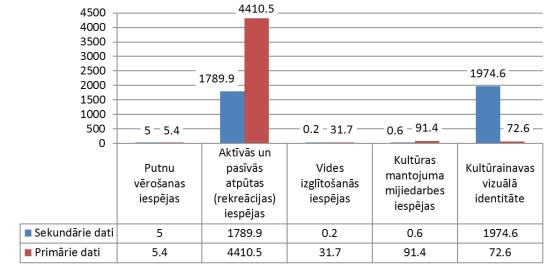 4500
4000
3500
3000
2500
2000
1500
1000
500
0
5 5.4
1789.9
4410.5
0.2 31.7
0.6 91.4
1974.6
72.6
Putnu
vērošanas
iespējas
Aktīvās un
pasīvās
atpūtas
(rekreācijas)
iespējas
Vides
izglītošanās
iespējas
Kultūras
mantojuma
mijiedarbes
iespējas
Kultūrainavas
vizuālā
identitāte
Sekundārie dati 5 1789.9 0.2 0.6 1974.6
Primārie dati 5.4 4410.5 31.7 91.4 72.6